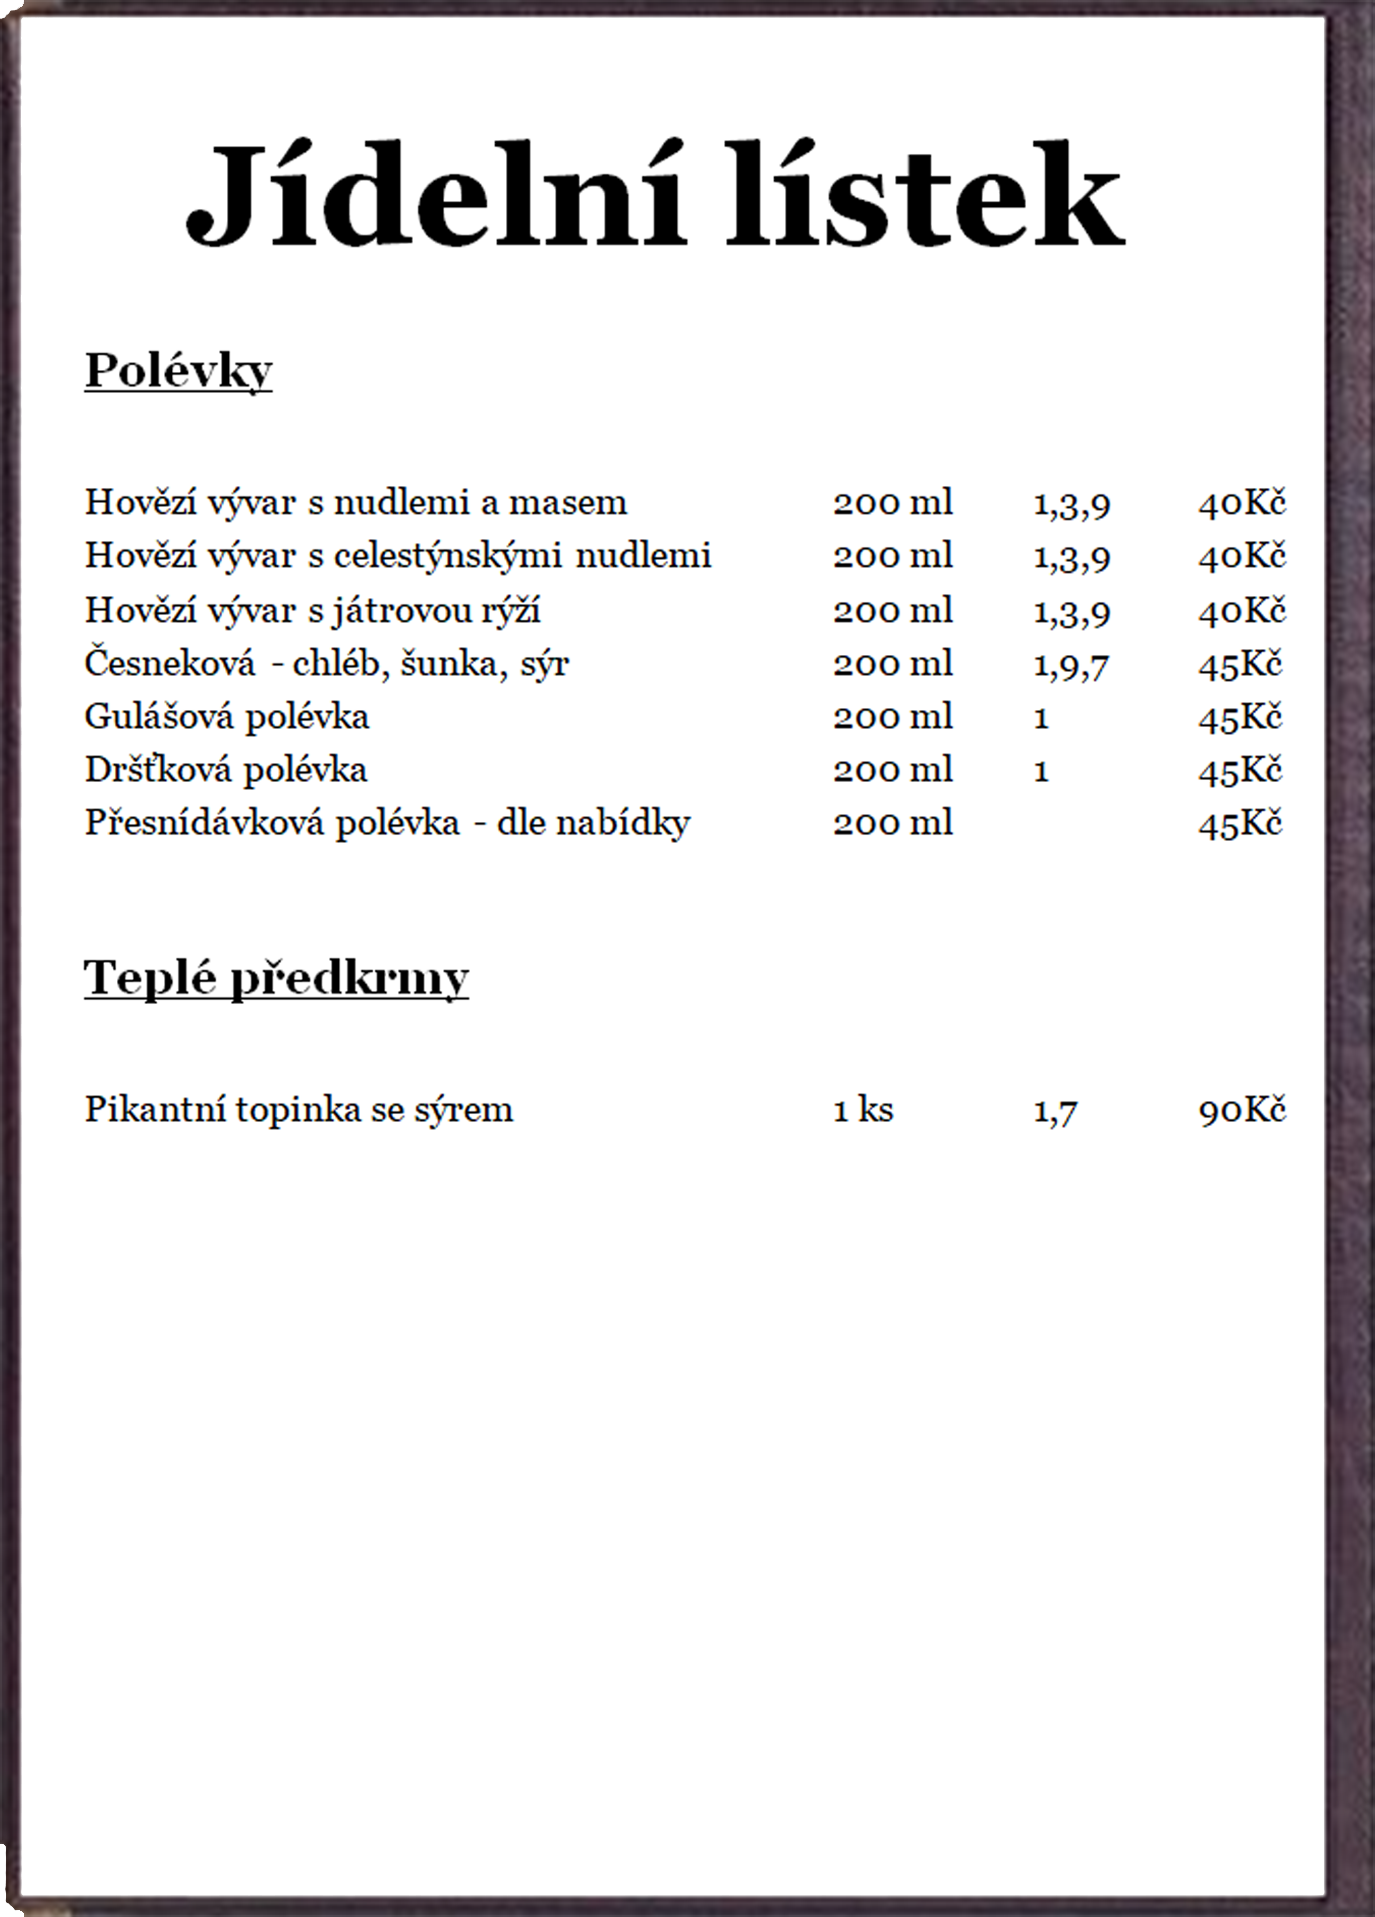 Jídelní lístek
Polévky
Hovězí vývar s nudlemi a masem 200 ml 1,3,9 40Kč
Hovězí vývar s celestýnskými nudlemi 200 ml 1,3,9 40Kč
Hovězí vývar s játrovou rýží 200 ml 1,3,9 40Kč
Česneková - chléb, šunka, sýr 200 ml 1,9,7 45Kč
Gulášová polévka 200 ml 1 45Kč
Dršťková polévka 200 ml 1 45Kč
Přesnídávková polévka - dle nabídky 200 ml 45Kč
Teplé předkrmy
Pikantní topinka se sýrem 1 ks 1,7 90Kč